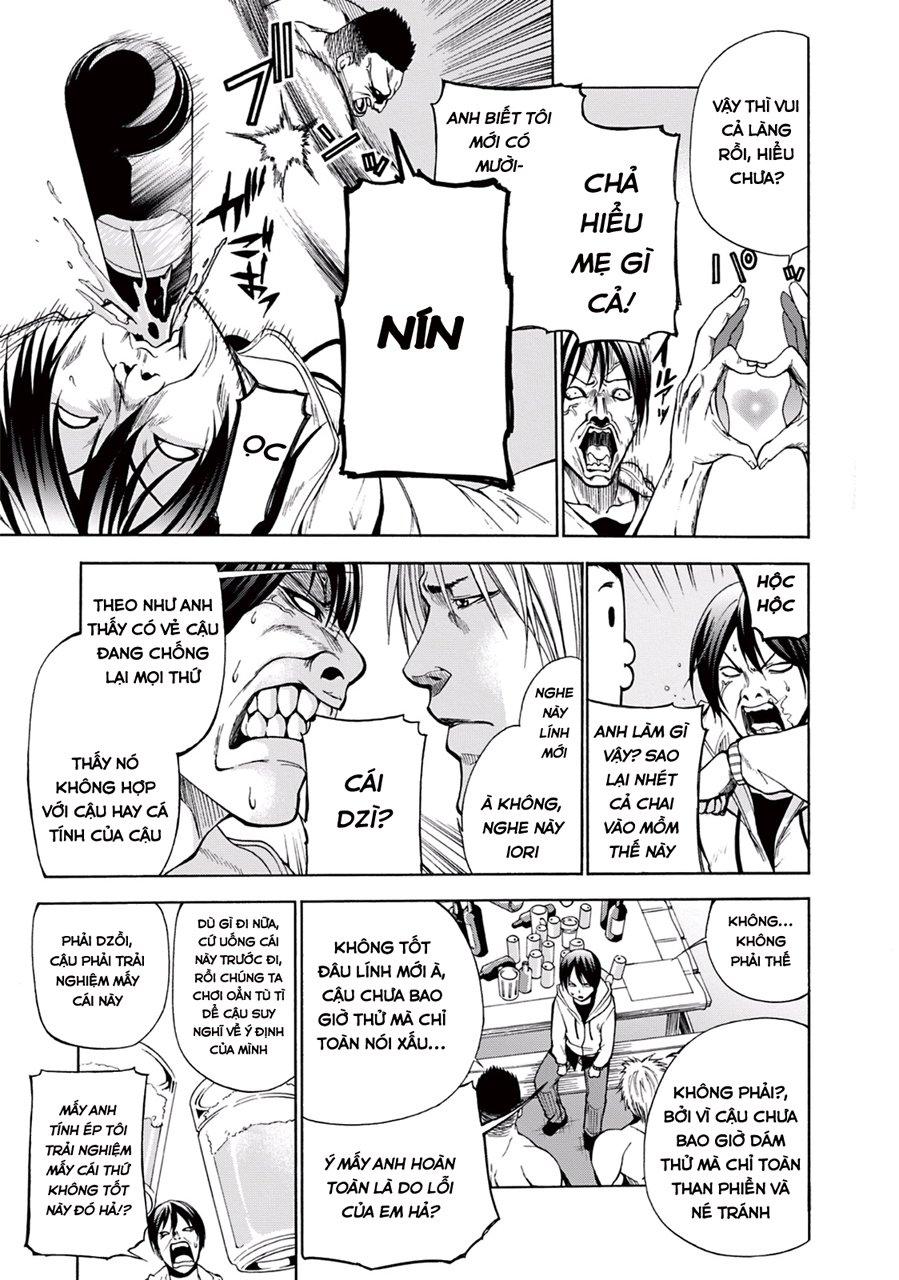 VẬY THÌ VUI
CẢ LÀNG
RỒI, HIỂU
CHƯA?
CHẢ
HIỂU
MẸ GÌ
CẢ!
ANH BIẾT TÔI
MỚI CÓ
MƯỜI-
NÍN
ỌC
HỘC
HỘC
ANH LÀM GÌ
VẬY? SAO
LẠI NHÉT
CẢ CHAI
VÀO MỒM
THẾ NÀY
NGHE
NÀY
LÍNH
MỚI
À KHÔNG,
NGHE NÀY
IORI
CÁI
DZÌ?
THEO NHƯ ANH
THẤY CÓ VẺ CẬU
ĐANG CHỐNG
LẠI MỌI THỨ
THẤY NÓ
KHÔNG HỢP
VỚI CẬU HAY CÁ
TÍNH CỦA CẬU
KHÔNG...
KHÔNG
PHẢI THẾ
KHÔNG PHẢI?,
BỞI VÌ CẬU CHƯA
BAO GIỜ DÁM
THỬ MÀ CHỈ TOÀN
THAN PHIỀN VÀ
NÉ TRÁNH
KHÔNG TỐT
ĐÂU LÍNH MỚI À,
CẬU CHƯA BAO
GIỜ THỬ MÀ CHỈ
TOÀN NÓI XẤU...
Ý MẤY ANH HOÀN
TOÀN LÀ DO LỖI
CỦA EM HẢ?
DÙ GÌ ĐI NỮA,
CỨ UỐNG CÁI
NÀY TRƯỚC ĐI,
RỒI CHÚNG TA
CHƠI OẲN TÙ TÌ
DỂ CẬU SUY
NGHĨ VỀ Ý ĐỊNH
CỦA MÌNH
PHẢI DZỒI,
CẬU PHẢI TRẢI
NGHIỆM MẤY
CÁI NÀY
MẤY ANH
TÍNH ÉP TÔI
TRẢI NGHIỆM
MẤY CÁI THỨ
KHÔNG TỐT
NÀY ĐÓ HẢ!?